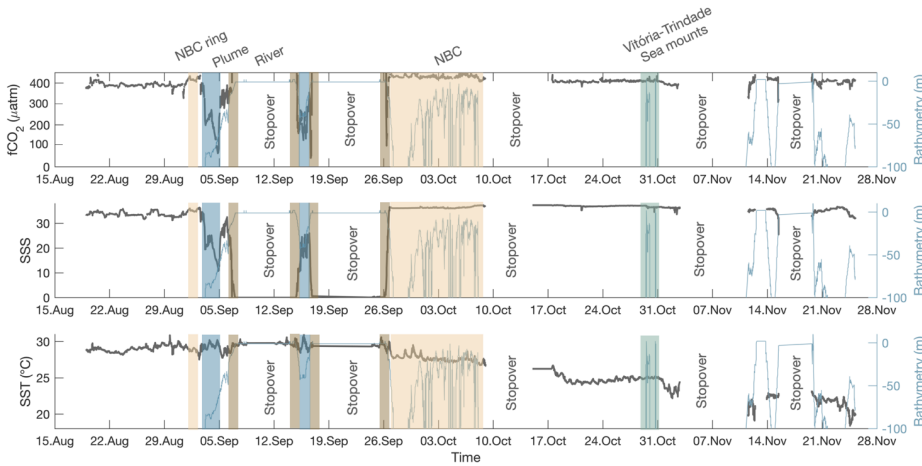 NBC ring
Plume
River
NBC
Vitória-Trindade
Sea mounts
fCO2 (µatm)
400
300
200
100
0
Stopover
Stopover
Stopover
Stopover
Stopover
0
-50
-100
Bathymetry (m)
15.Aug 22.Aug 29.Aug 05.Sep 12.Sep 19.Sep 26.Sep 03.Oct 10.Oct 17.Oct 24.Oct 31.Oct 07.Nov 14.Nov 21.Nov 28.Nov
SSS
30
20
10
0
Stopover
Stopover
Stopover
Stopover
Stopover
0
-50
-100
Bathymetry (m)
15.Aug 22.Aug 29.Aug 05.Sep 12.Sep 19.Sep 26.Sep 03.Oct 10.Oct 17.Oct 24.Oct 31.Oct 07.Nov 14.Nov 21.Nov 28.Nov
SST (°C)
30
25
20
Stopover
Stopover
Stopover
Stopover
Stopover
0
-50
-100
Bathymetry (m)
15.Aug 22.Aug 29.Aug 05.Sep 12.Sep 19.Sep 26.Sep 03.Oct 10.Oct 17.Oct 24.Oct 31.Oct 07.Nov 14.Nov 21.Nov 28.Nov
Time